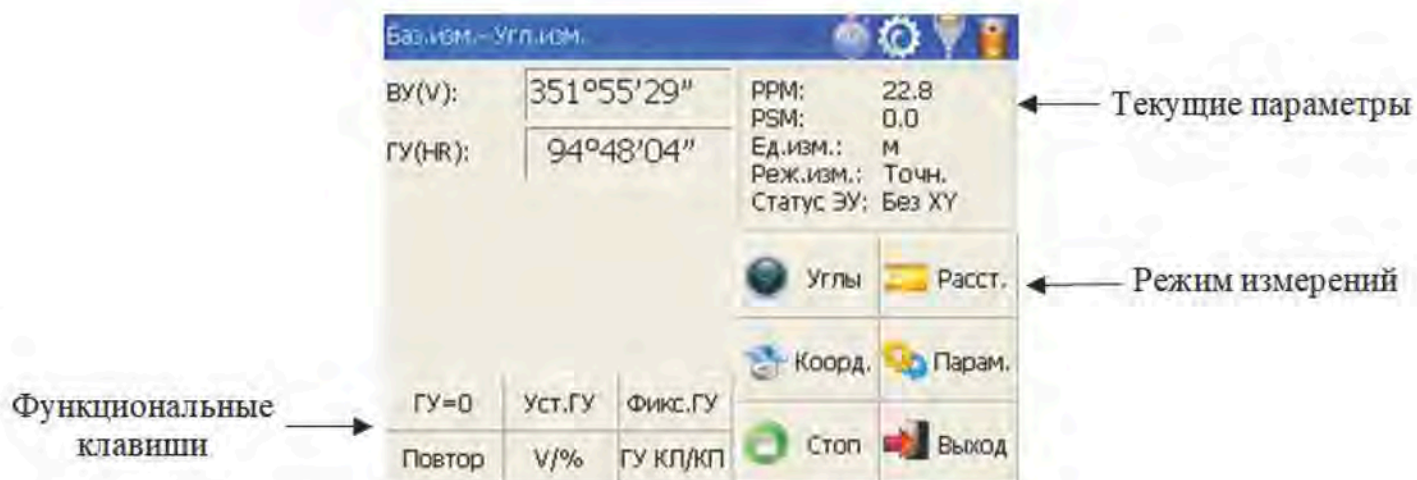 Баз.изм.-Угл.изм.
ВУ(V): 351°55'29"
ГУ(HR): 94°48'04"
PPM: 22.8
PSM: 0.0
Ед.изм.: м
Реж.изм.: Точн.
Статус ЭУ: Без XY
Текущие параметры
Углы Расст.
Режим измерений
Коорд. Парам.
Стоп Выход
ГУ=0 Уст.ГУ Фикс.ГУ
Повтор V/% ГУ КЛ/КП
Функциональные
клавиши